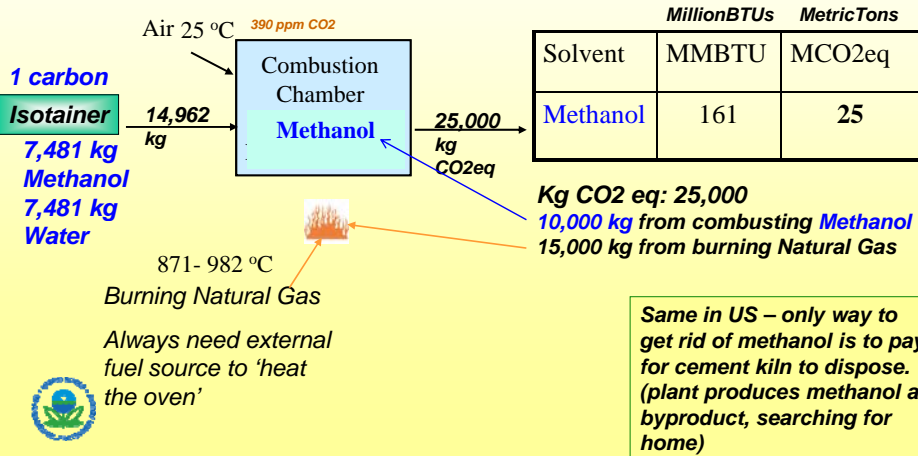 MillionBTUs MetricTons
Air 25 °C
390 ppm CO2
Solvent MMBTU MCO2eq
Methanol 161 25
1 carbon
Isotainer
14,962
kg
Combustion
Chamber
Methanol
25,000
kg
CO2eq
7,481 kg
Methanol
7,481 kg
Water
Kg CO2 eq: 25,000
10,000 kg from combusting Methanol
15,000 kg from burning Natural Gas
871- 982 °C
Burning Natural Gas
Always need external
fuel source to ‘heat
the oven’
Same in US – only way to
get rid of methanol is to pay
for cement kiln to dispose.
(plant produces methanol a
byproduct, searching for
home)